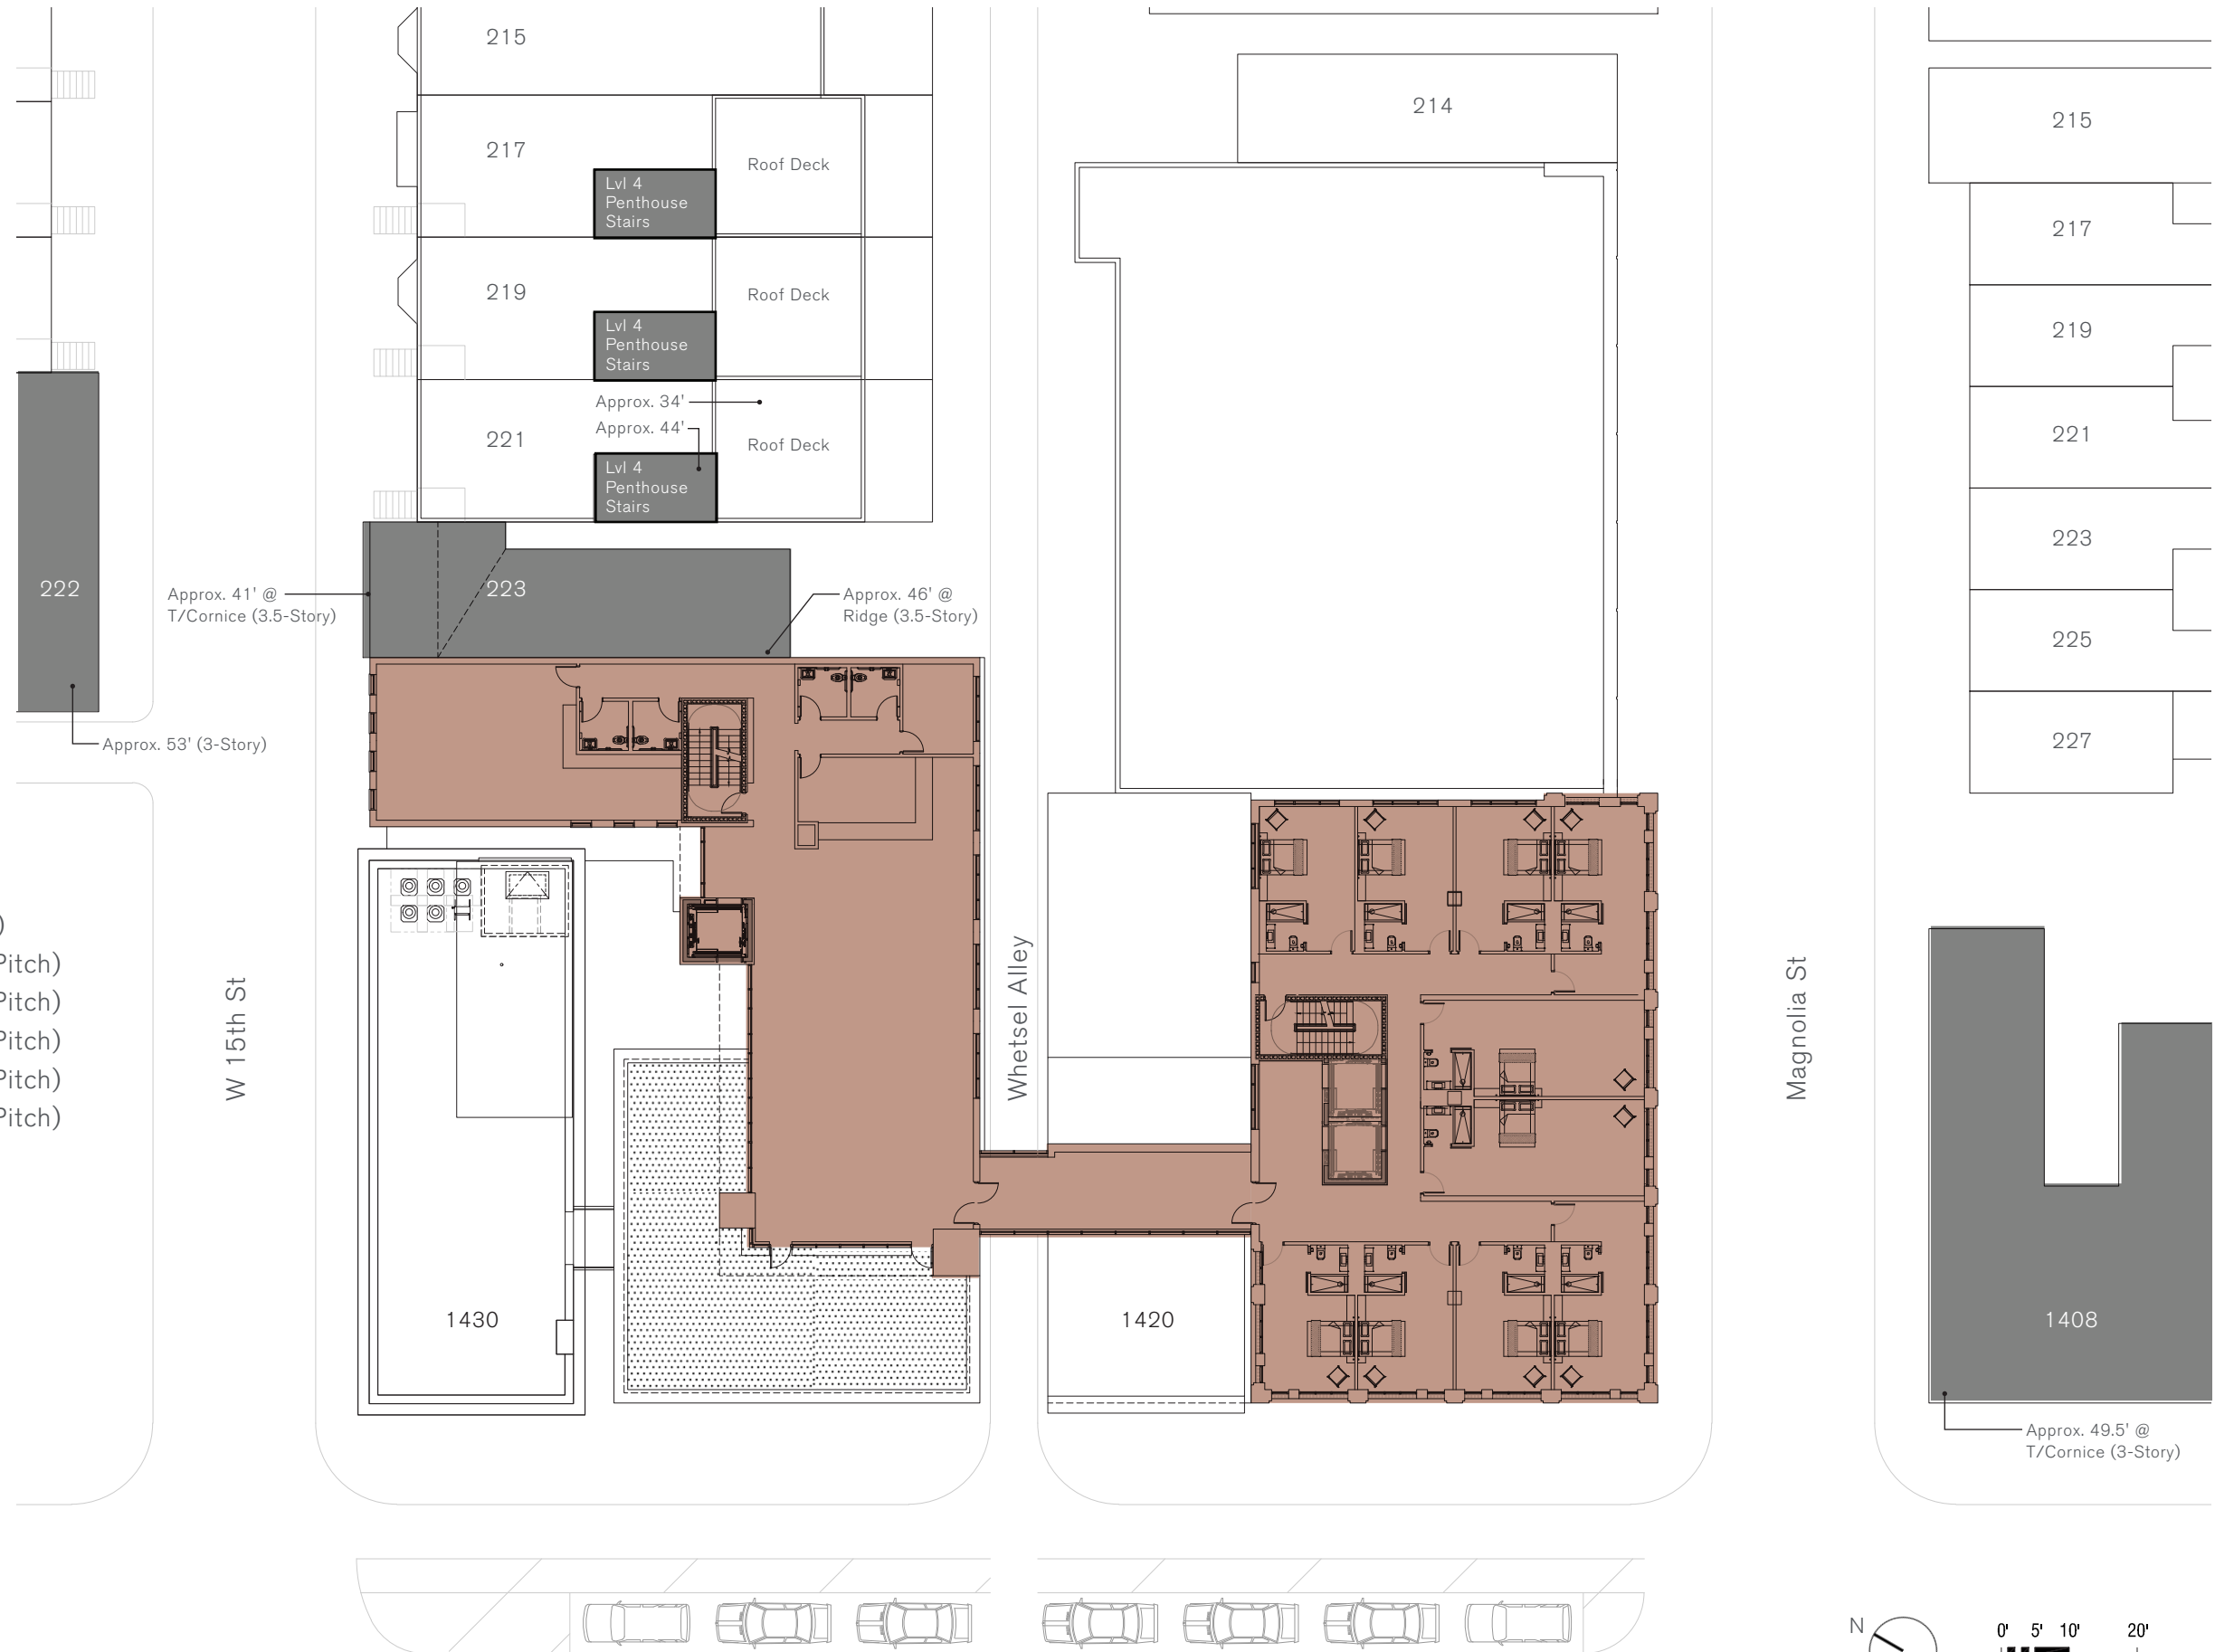 215
217
Roof Deck
Lvl 4
Penthouse
Stairs
219
Roof Deck
Lvl 4
Penthouse
Stairs
Approx. 34'
Approx. 44'
221
Roof Deck
Lvl 4
Penthouse
Stairs
214
215
217
219
221
223
225
227
222
Approx. 41' @
T/Cornice (3.5-Story)
223
Approx. 46' @
Ridge (3.5-Story)
Approx. 53' (3-Story)
)
Pitch)
Pitch)
Pitch)
Pitch)
Pitch)
W 15th St
Whetsel Alley
Magnolia St
1430
1420
1408
Approx. 49.5' @
T/Cornice (3-Story)
N
0' 5' 10' 20'